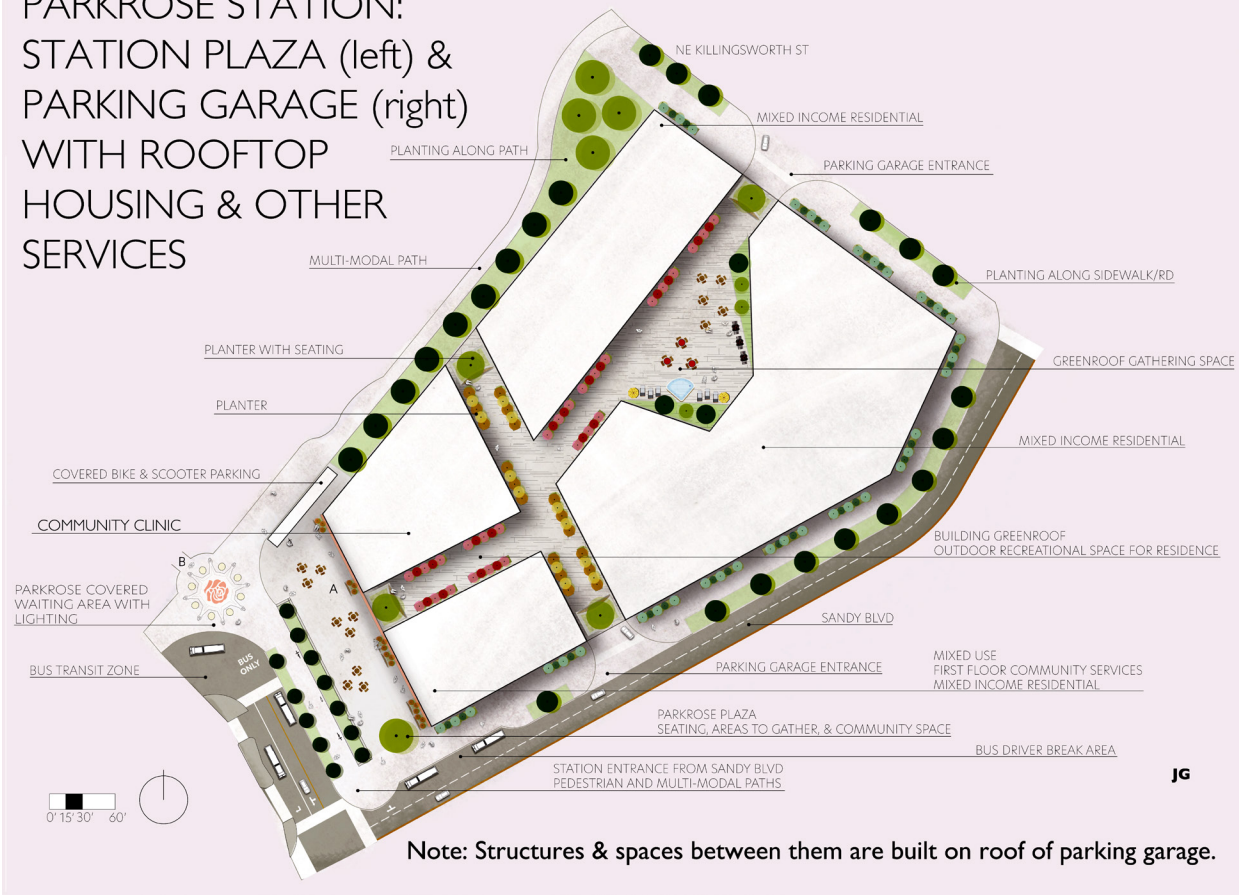 PARKROSE STATION:
STATION PLAZA (left) &
PARKING GARAGE (right)
WITH ROOFTOP
HOUSING & OTHER
SERVICES
NE KILLINGSWORTH ST
MIXED INCOME RESIDENTIAL
PLANTING ALONG PATH
PARKING GARAGE ENTRANCE
MULTI-MODAL PATH
PLANTING ALONG SIDEWALK/RD
PLANTER WITH SEATING
GREENROOF GATHERING SPACE
PLANTER
MIXED INCOME RESIDENTIAL
COVERED BIKE & SCOOTER PARKING
COMMUNITY CLINIC
BUILDING GREENROOF
OUTDOOR RECREATIONAL SPACE FOR RESIDENCE
B
A
PARKROSE COVERED
WAITING AREA WITH
LIGHTING
SANDY BLVD
BUS
ONLY
BUS TRANSIT ZONE
PARKING GARAGE ENTRANCE
MIXED USE
FIRST FLOOR COMMUNITY SERVICES
MIXED INCOME RESIDENTIAL
PARKROSE PLAZA
SEATING, AREAS TO GATHER, & COMMUNITY SPACE
BUS DRIVER BREAK AREA
STATION ENTRANCE FROM SANDY BLVD
PEDESTRIAN AND MULTI-MODAL PATHS
JG
0' 15' 30' 60'
Note: Structures & spaces between them are built on roof of parking garage.